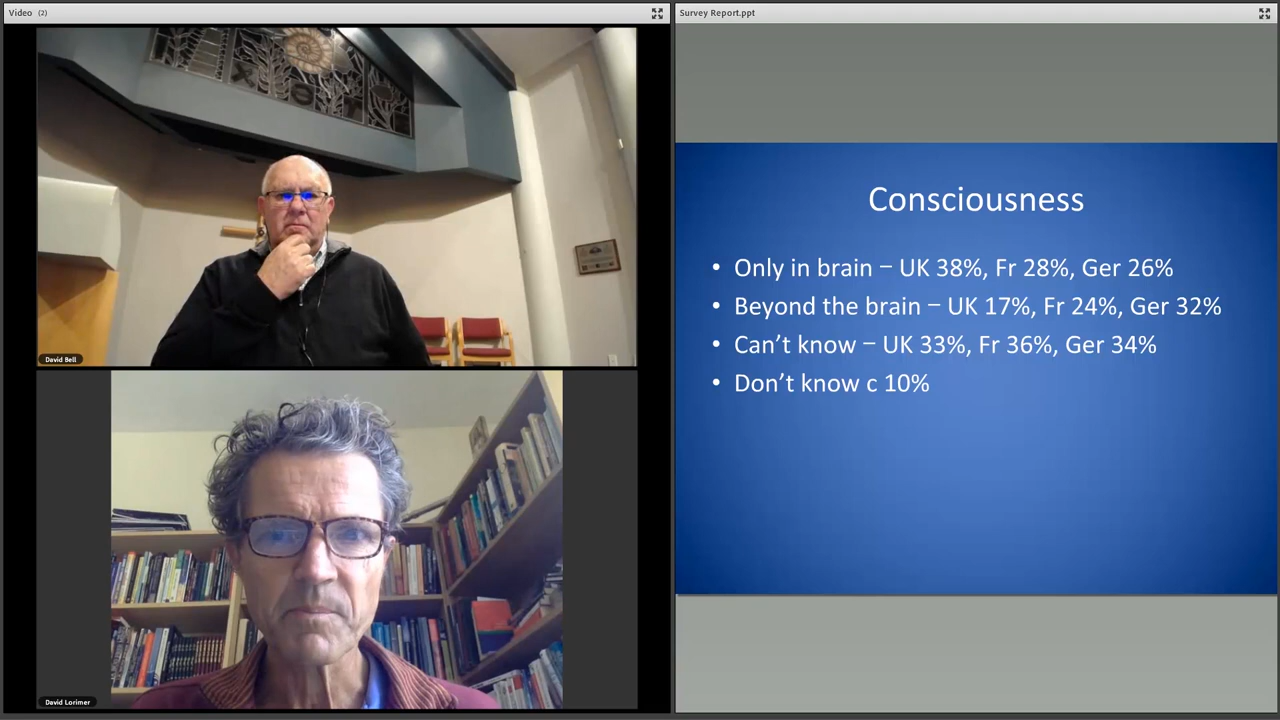 Video (2)
David Bell
David Lorimer
Survey Report.ppt
Consciousness
• Only in brain – UK 38%, Fr 28%, Ger 26%
• Beyond the brain – UK 17%, Fr 24%, Ger 32%
• Can't know – UK 33%, Fr 36%, Ger 34%
• Don't know c 10%